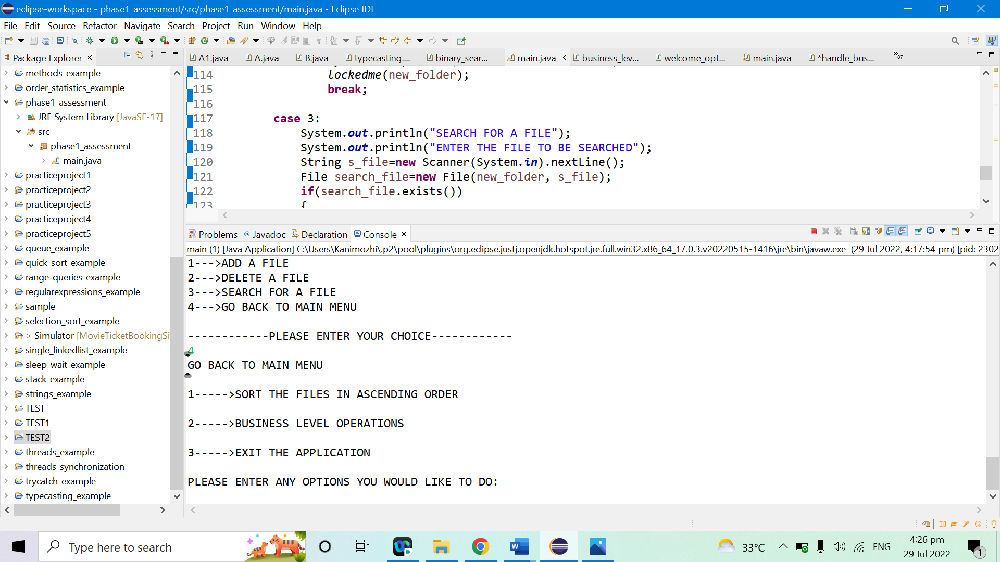 eclipse-workspace - phase1_assessment/src/phase1_assessment/main.java - Eclipse IDE
File Edit Source Refactor Navigate Search Project Run Window Help
Package Explorer
methods_example
order_statistics_example
phase1_assessment
JRE System Library [JavaSE-17]
src
phase1_assessment
main.java
practiceproject1
practiceproject2
practiceproject3
practiceproject4
practiceproject5
queue_example
quick_sort_example
range_queries_example
regularexpressions_example
sample
selection_sort_example
> Simulator [MovieTicketBookingSi
single_linkedlist_example
sleep-wait_example
stack_example
strings_example
TEST
TEST1
TEST2
threads_example
threads_synchronization
trycatch_example
typecasting_example
A1.java A.java B.java typecasting.... binary_sear... main.java business_lev... welcome_opt... main.java *handle_bus... »87
114 lockedme(new_folder);
115 break;
116
117 case 3:
118 System.out.println("SEARCH FOR A FILE");
119 System.out.println("ENTER THE FILE TO BE SEARCHED");
120 String s_file=new Scanner(System.in).nextLine();
121 File search_file=new File(new_folder, s_file);
122 if(search_file.exists())
123 {
Problems @ Javadoc Declaration Console
main (1) [Java Application] C:\Users\Kanimozhi\.p2\pool\plugins\org.eclipse.justj.openjdk.hotspot.jre.full.win32.x86_64_17.0.3.v20220515-1416\jre\bin\javaw.exe (29 Jul 2022, 4:17:54 pm) [pid: 2302
1--->ADD A FILE
2--->DELETE A FILE
3--->SEARCH FOR A FILE
4--->GO BACK TO MAIN MENU
------------PLEASE ENTER YOUR CHOICE------------
4
GO BACK TO MAIN MENU
1----->SORT THE FILES IN ASCENDING ORDER
2----->BUSINESS LEVEL OPERATIONS
3----->EXIT THE APPLICATION
PLEASE ENTER ANY OPTIONS YOU WOULD LIKE TO DO:
Type here to search
33°C
ENG
4:26 pm
29 Jul 2022
1